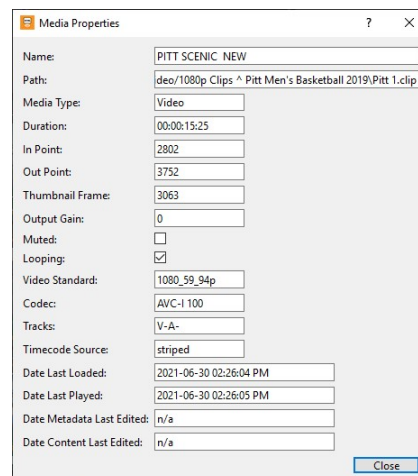 Media Properties ? X
Name: PITT SCENIC NEW
Path: deo/1080p Clips ^ Pitt Men's Basketball 2019\Pitt 1.clip
Media Type: Video
Duration: 00:00:15:25
In Point: 2802
Out Point: 3752
Thumbnail Frame: 3063
Output Gain: 0
Muted:
Looping:
Video Standard: 1080_59_94p
Codec: AVC-I 100
Tracks: V-A-
Timecode Source: striped
Date Last Loaded: 2021-06-30 02:26:04 PM
Date Last Played: 2021-06-30 02:26:05 PM
Date Metadata Last Edited: n/a
Date Content Last Edited: n/a
Close